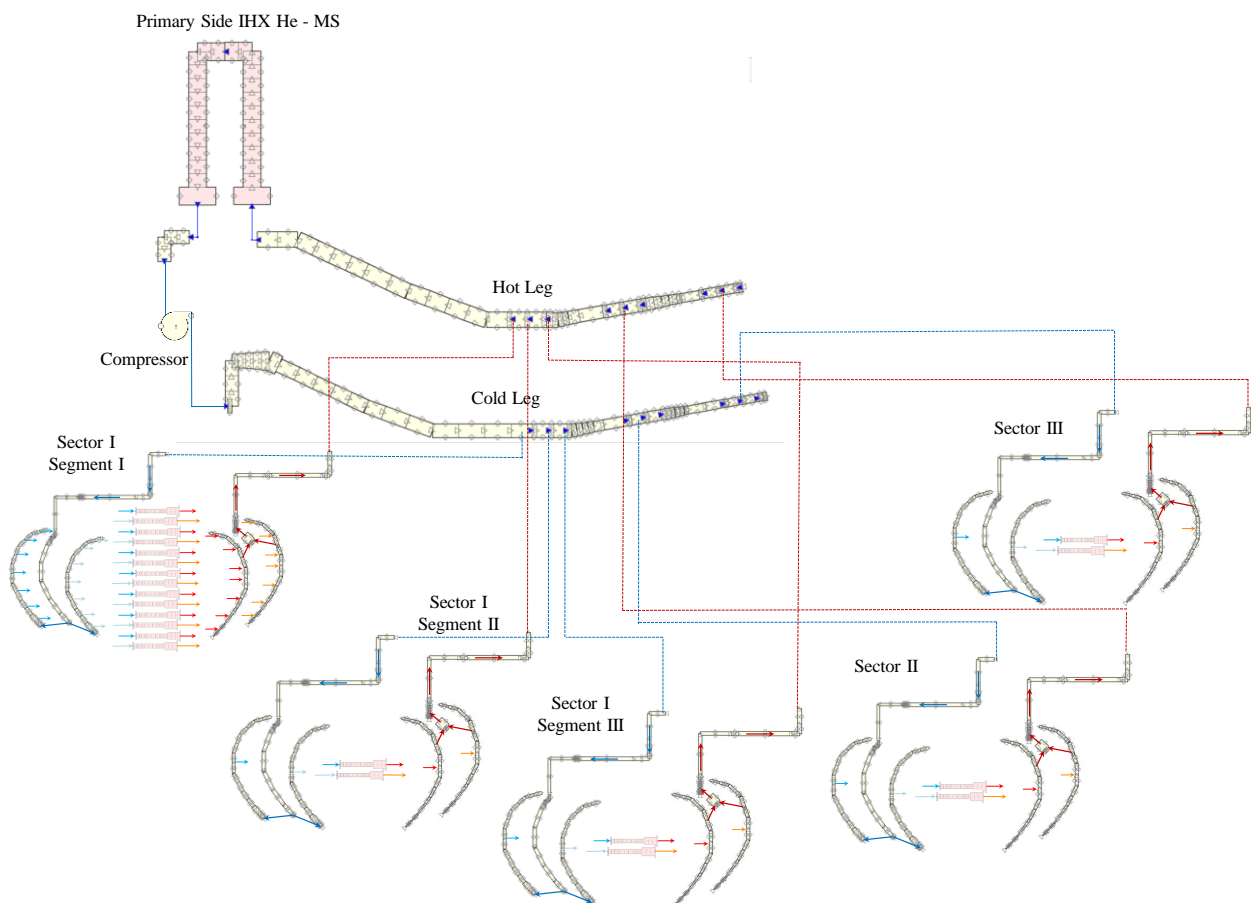 Primary Side IHX He - MS
Hot Leg
Compressor
Cold Leg
Sector I
Segment I
Sector III
Sector I
Segment II
Sector II
Sector I
Segment III